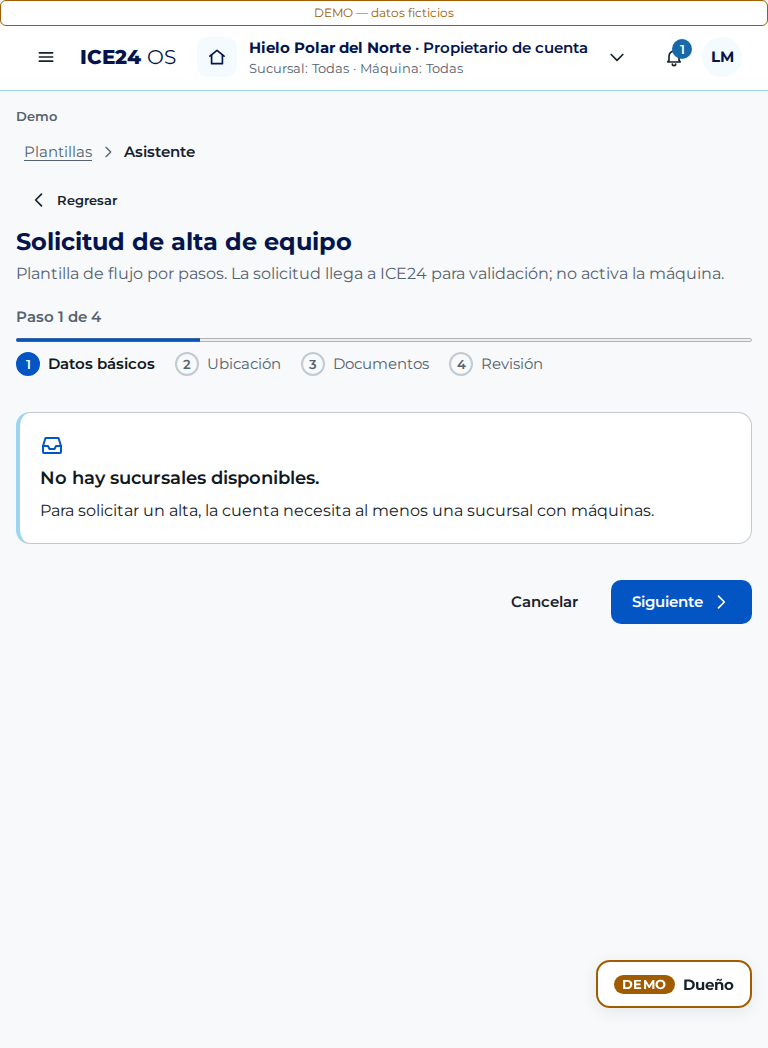 DEMO — datos ficticios
ICE24 OS
Hielo Polar del Norte · Propietario de cuenta
Sucursal: Todas · Máquina: Todas
1
LM
Demo
Plantillas > Asistente
Regresar
Solicitud de alta de equipo
Plantilla de flujo por pasos. La solicitud llega a ICE24 para validación; no activa la máquina.
Paso 1 de 4
1 Datos básicos 2 Ubicación 3 Documentos 4 Revisión
No hay sucursales disponibles.
Para solicitar un alta, la cuenta necesita al menos una sucursal con máquinas.
Cancelar
Siguiente
DEMO Dueño